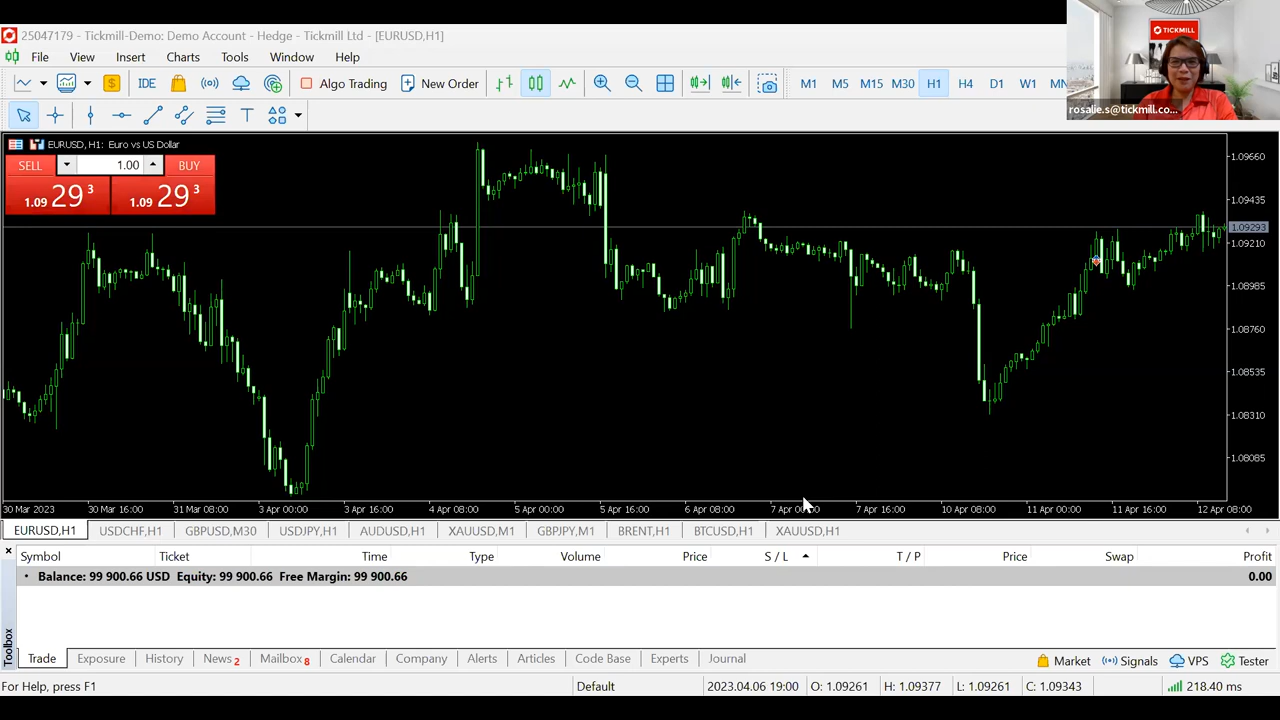 25047179 - Tickmill-Demo: Demo Account - Hedge - Tickmill Ltd - [EURUSD,H1]
TICKMILL
File View Insert Charts Tools Window Help
IDE Algo Trading New Order M1 M5 M15 M30 H1 H4 D1 W1 MN
rosalie.s@tickmill.co...
EURUSD, H1: Euro vs US Dollar
SELL 1.00 BUY
1.09 29 3 1.09 29 3
1.09660
1.09435
1.09293
1.09210
1.08985
1.08760
1.08535
1.08310
1.08085
30 Mar 2023 30 Mar 16:00 31 Mar 08:00 3 Apr 00:00 3 Apr 16:00 4 Apr 08:00 5 Apr 00:00 5 Apr 16:00 6 Apr 08:00 7 Apr 7 Apr 16:00 10 Apr 08:00 11 Apr 00:00 11 Apr 16:00 12 Apr 08:00
EURUSD,H1 USDCHF,H1 GBPUSD,M30 USDJPY,H1 AUDUSD,H1 XAUUSD,M1 GBPJPY,M1 BRENT,H1 BTCUSD,H1 XAUUSD,H1
Symbol Ticket Time Type Volume Price S / L T / P Price Swap Profit
Balance: 99 900.66 USD Equity: 99 900.66 Free Margin: 99 900.66 0.00
Toolbox
Trade Exposure History News 2 Mailbox 8 Calendar Company Alerts Articles Code Base Experts Journal Market Signals VPS Tester
For Help, press F1 Default 2023.04.06 19:00 O: 1.09261 H: 1.09377 L: 1.09261 C: 1.09343 218.40 ms